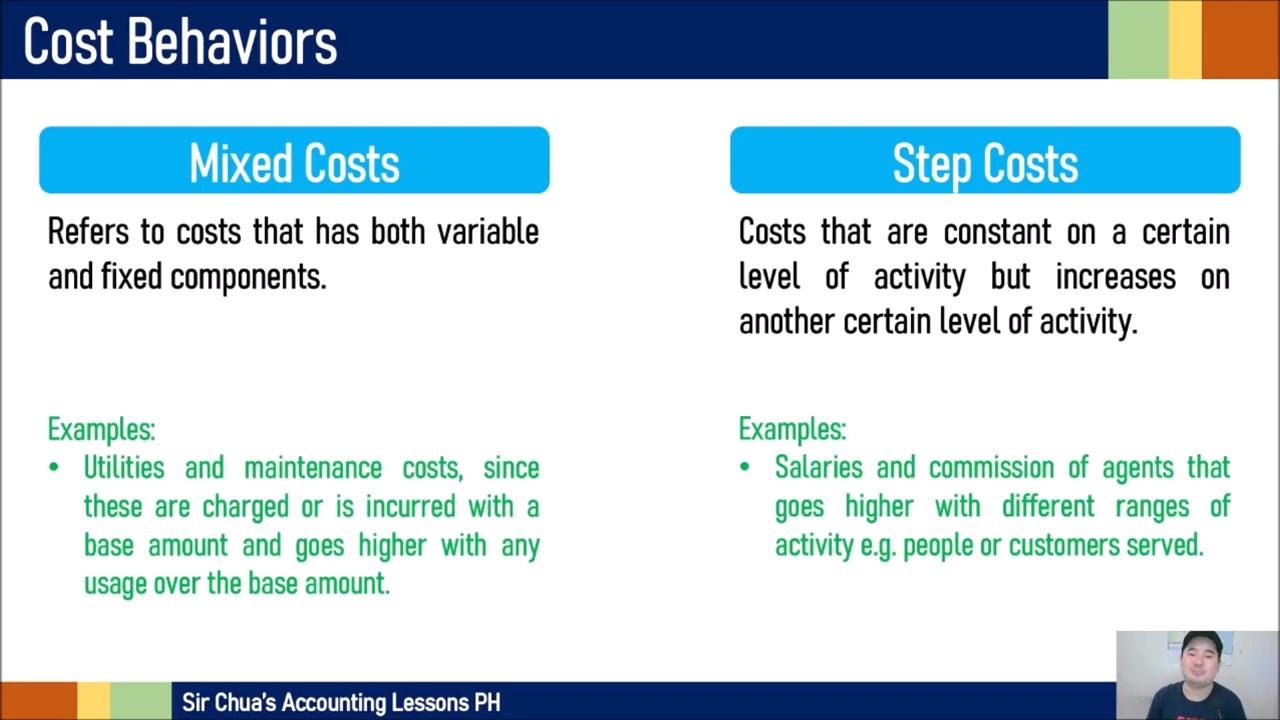 Cost Behaviors
Mixed Costs
Refers to costs that has both variable
and fixed components.
Examples:
• Utilities and maintenance costs, since
these are charged or is incurred with a
base amount and goes higher with any
usage over the base amount.
Step Costs
Costs that are constant on a certain
level of activity but increases on
another certain level of activity.
Examples:
• Salaries and commission of agents that
goes higher with different ranges of
activity e.g. people or customers served.
Sir Chua's Accounting Lessons PH